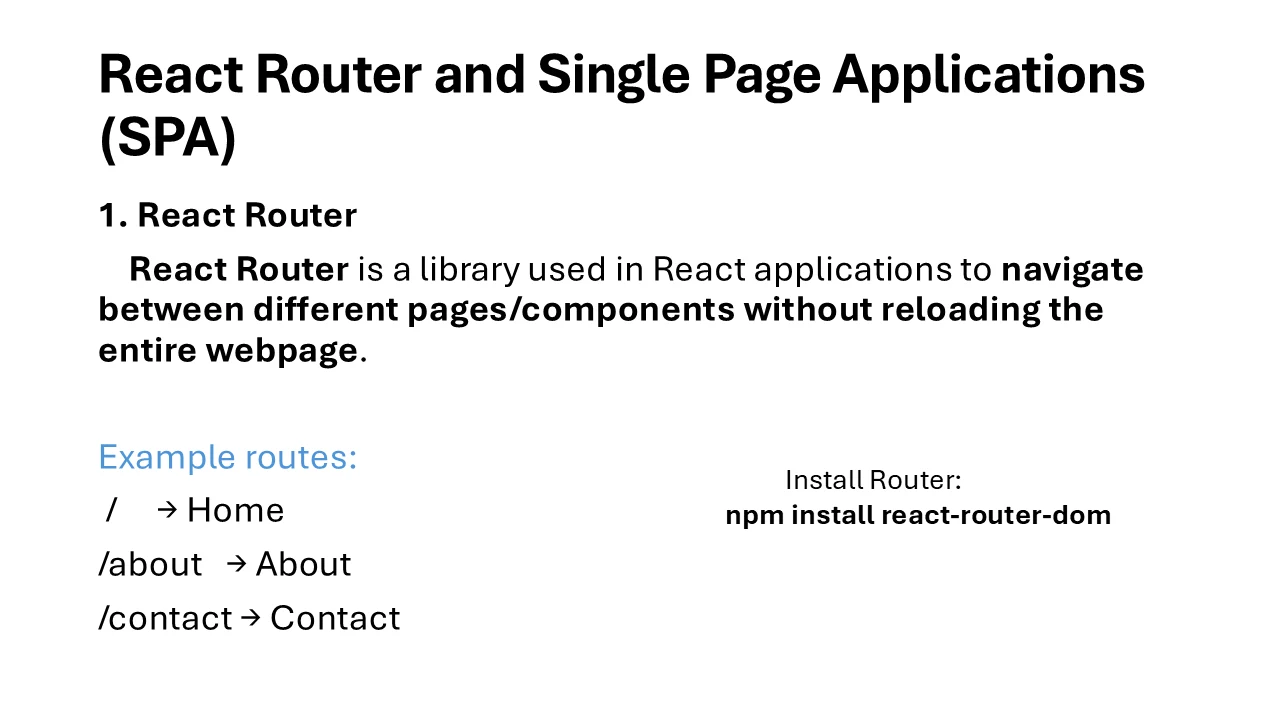 React Router and Single Page Applications
(SPA)
1. React Router
React Router is a library used in React applications to navigate
between different pages/components without reloading the
entire webpage.
Example routes:
/ → Home
/about → About
/contact → Contact
Install Router:
npm install react-router-dom